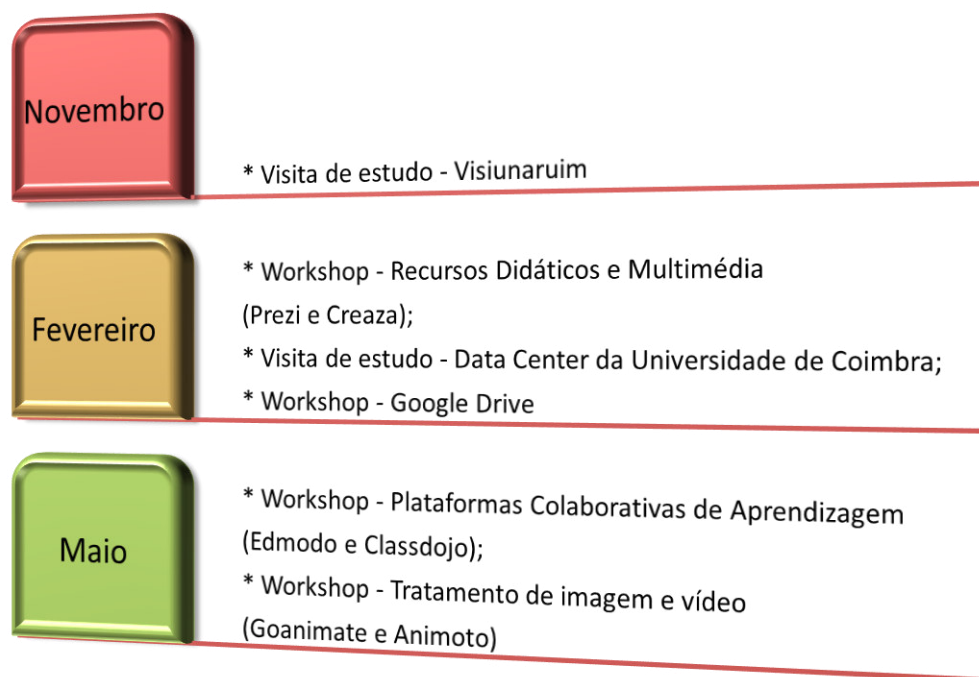 Novembro
* Visita de estudo - Visiunaruim
Fevereiro
* Workshop - Recursos Didáticos e Multimédia
(Prezi e Creaza);
* Visita de estudo - Data Center da Universidade de Coimbra;
* Workshop - Google Drive
Maio
* Workshop - Plataformas Colaborativas de Aprendizagem
(Edmodo e Classdojo);
* Workshop - Tratamento de imagem e vídeo
(Goanimate e Animoto)